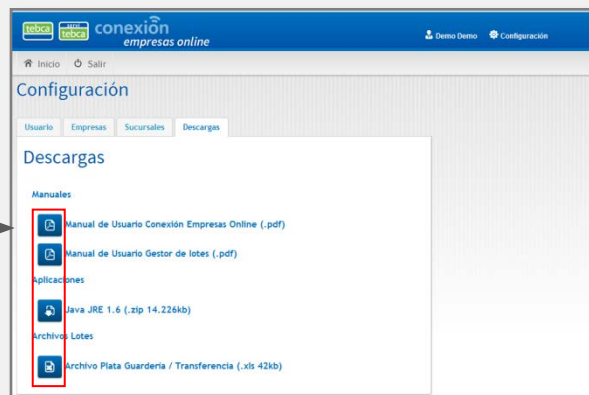 tebca euro tebca conexión
empresas online
Demo Demo Configuración
Inicio Salir
Configuración
Usuario Empresas Sucursales Descargas
Descargas
Manuales
Manual de Usuario Conexión Empresas Online (.pdf)
Manual de Usuario Gestor de lotes (.pdf)
Aplicaciones
Java JRE 1.6 (.zip 14.226kb)
Archivos Lotes
Archivo Plata Guardería / Transferencia (.xls 42kb)